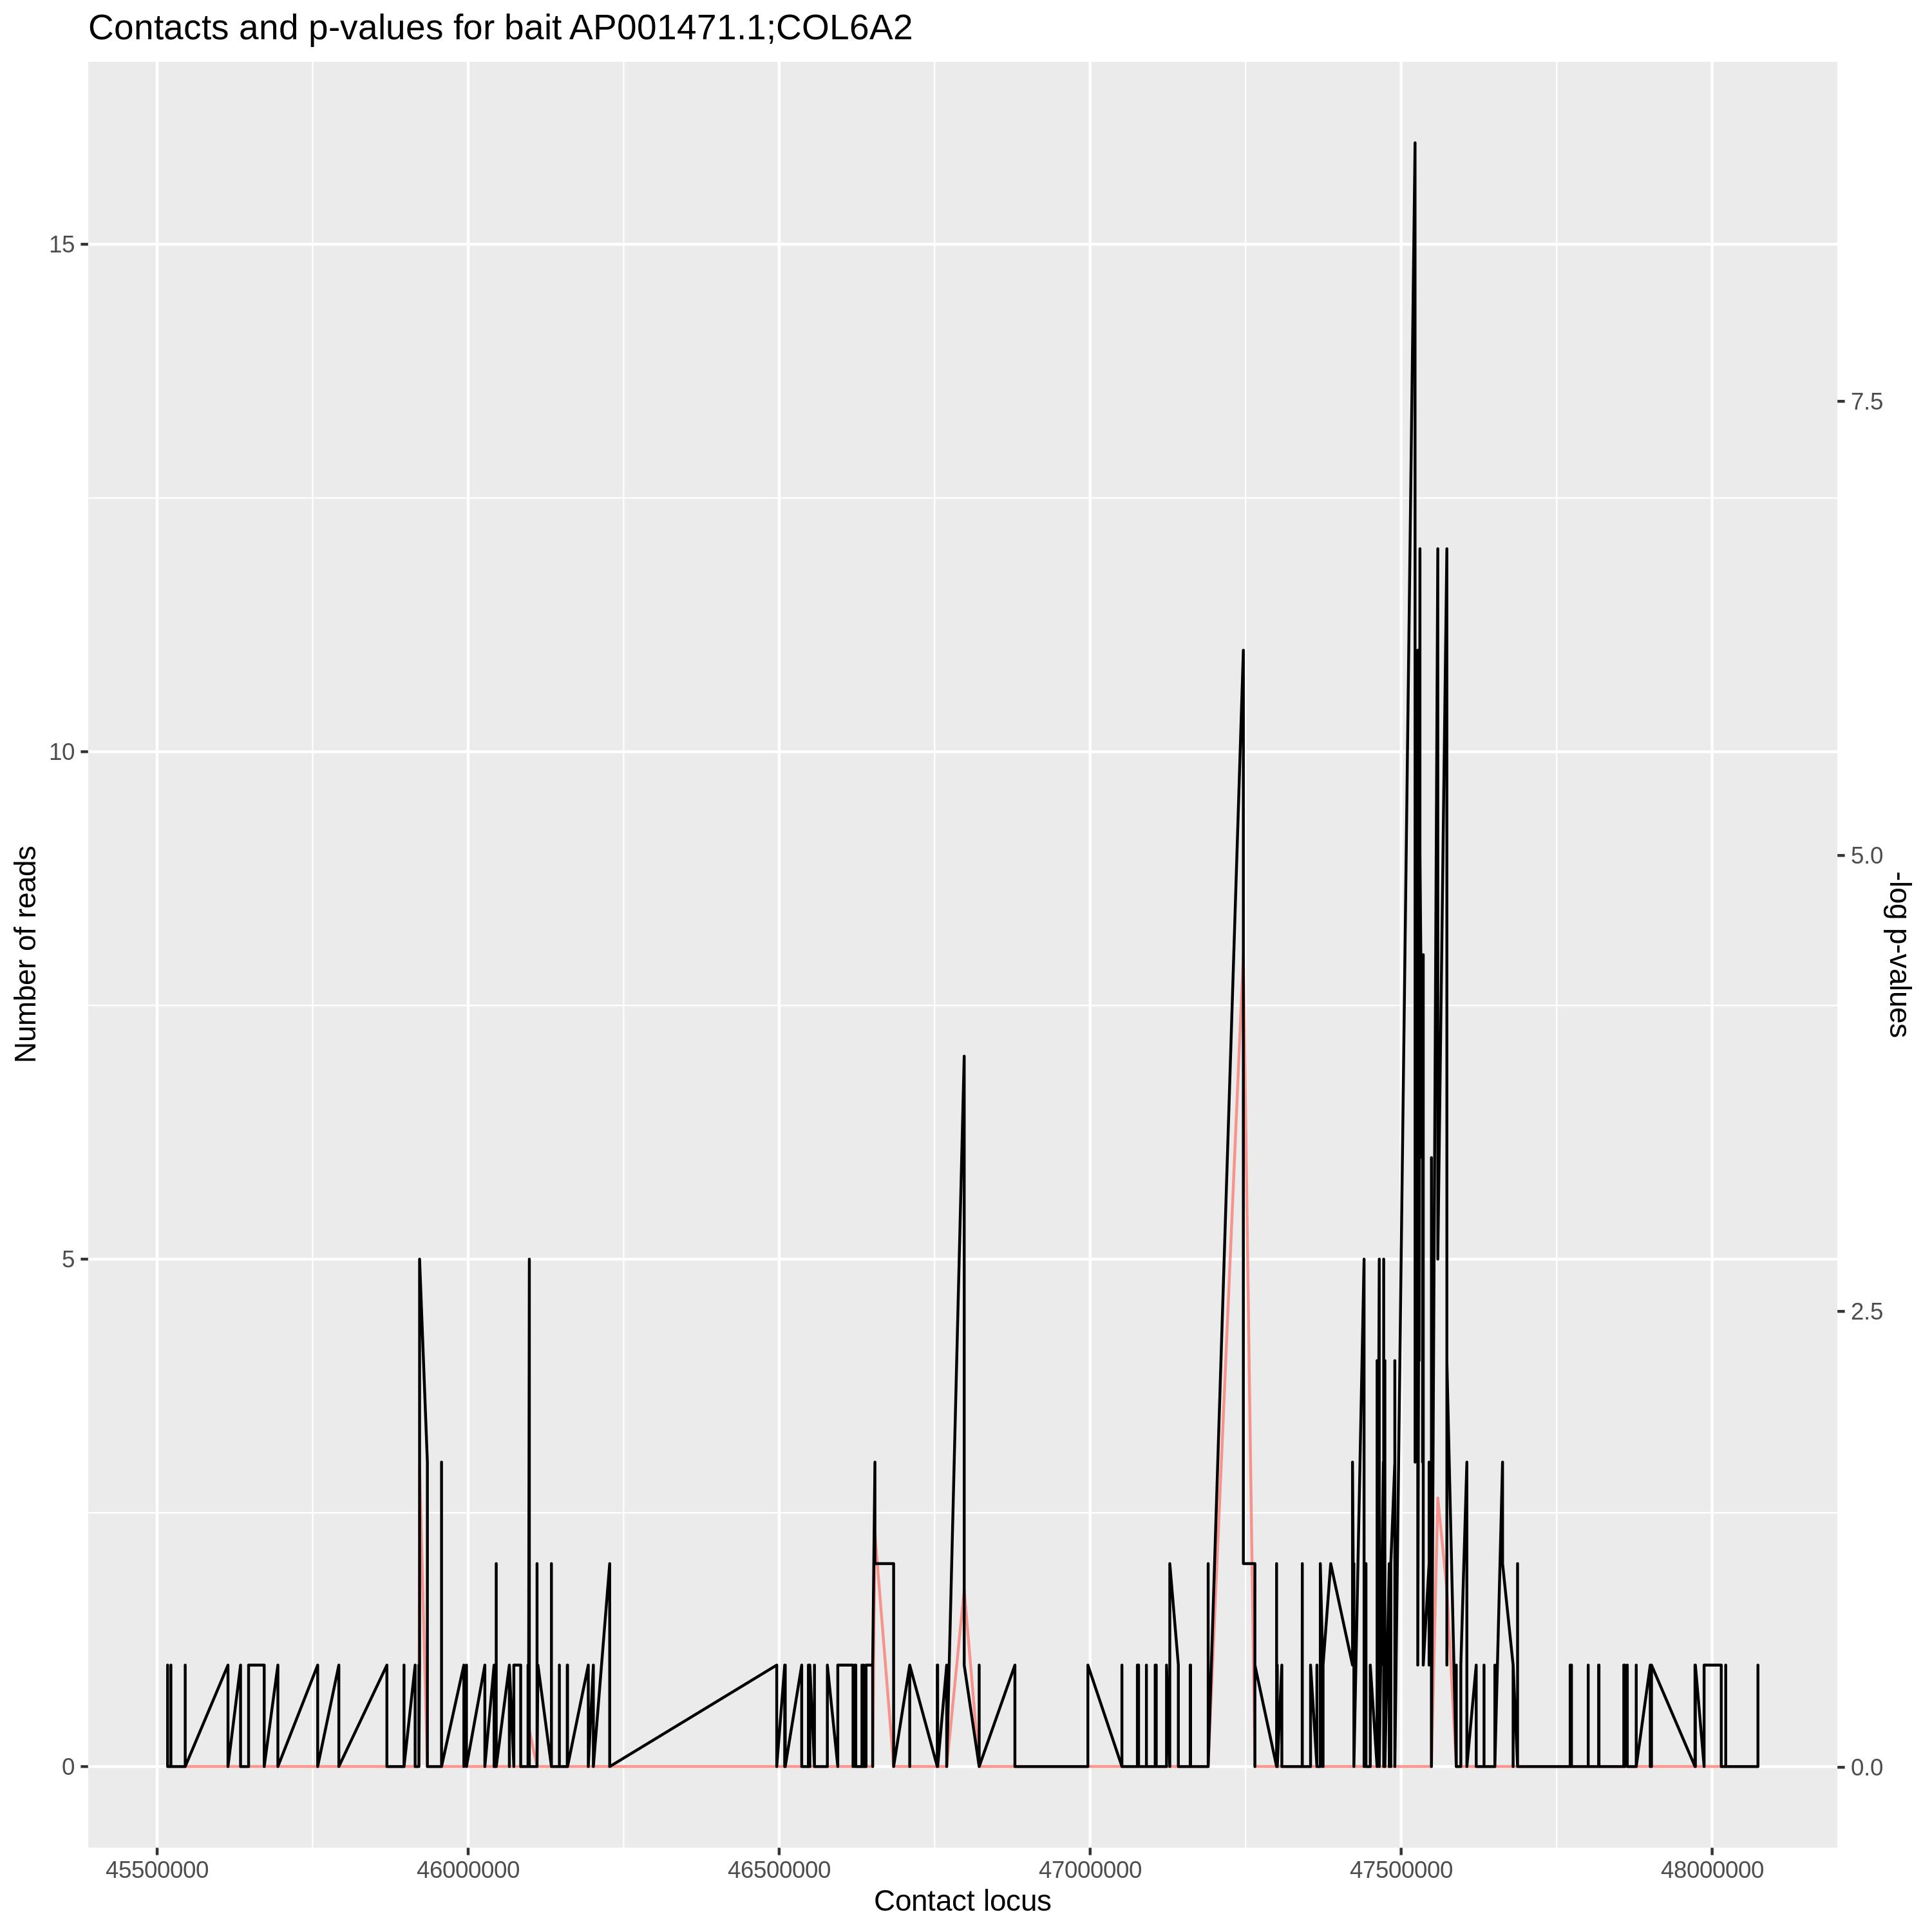 Contacts and p-values for bait AP001471.1;COL6A2
15
10
5
0
Number of reads
7.5
5.0
2.5
0.0
-log p-values
45500000 46000000 46500000 47000000 47500000 48000000
Contact locus